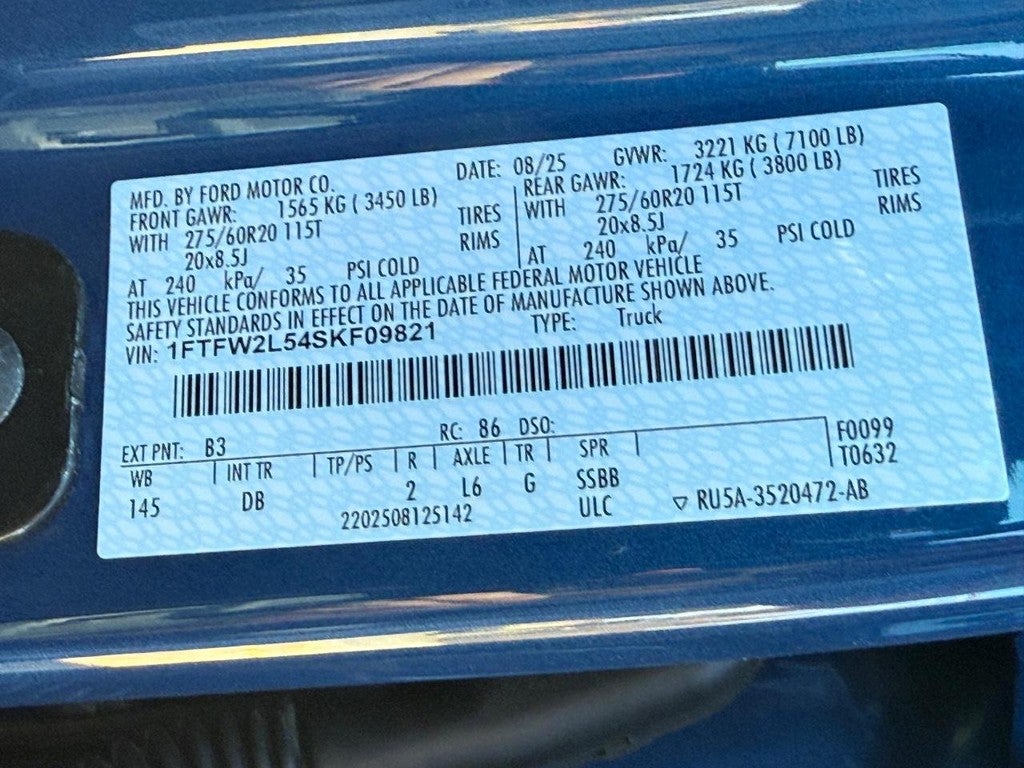 MFD. BY FORD MOTOR CO. DATE: 08/25 GVWR: 3221 KG ( 7100 LB)
FRONT GAWR: 1565 KG ( 3450 LB) REAR GAWR: 1724 KG ( 3800 LB)
WITH 275/60R20 115T TIRES WITH 275/60R20 115T TIRES
20x8.5J RIMS 20x8.5J RIMS
AT 240 kPa/ 35 PSI COLD AT 240 kPa/ 35 PSI COLD
THIS VEHICLE CONFORMS TO ALL APPLICABLE FEDERAL MOTOR VEHICLE
SAFETY STANDARDS IN EFFECT ON THE DATE OF MANUFACTURE SHOWN ABOVE.
VIN: 1FTFW2L54SKF09821 TYPE: Truck
EXT PNT: B3 RC: 86 DSO: F0099
WB INT TR TP/PS R AXLE TR SPR T0632
145 DB 2 L6 G SSBB
2202508125142 ULC ▽ RU5A-3520472-AB